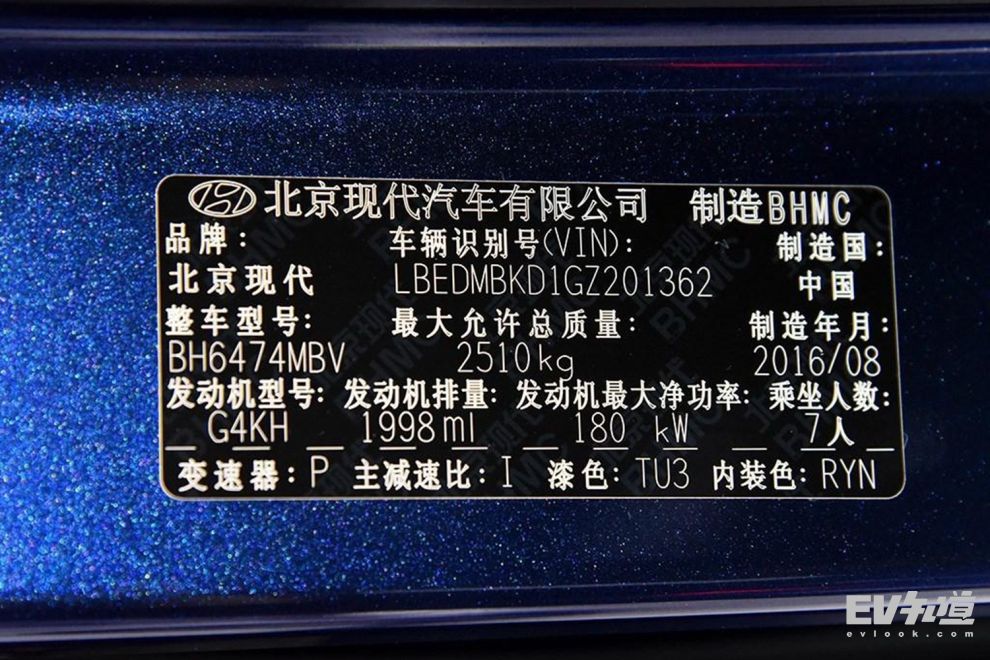 北京现代汽车有限公司 制造BHMC
品牌: 车辆识别号(VIN): 制造国:
北京现代 LBEDMBKD1GZ201362 中国
整车型号: 最大允许总质量: 制造年月:
BH6474MBV 2510kg 2016/08
发动机型号: 发动机排量: 发动机最大净功率: 乘坐人数:
G4KH 1998ml 180 kW 7人
变速器: P 主减速比: I 漆色: TU3 内装色: RYN
EV知道
evlook.com